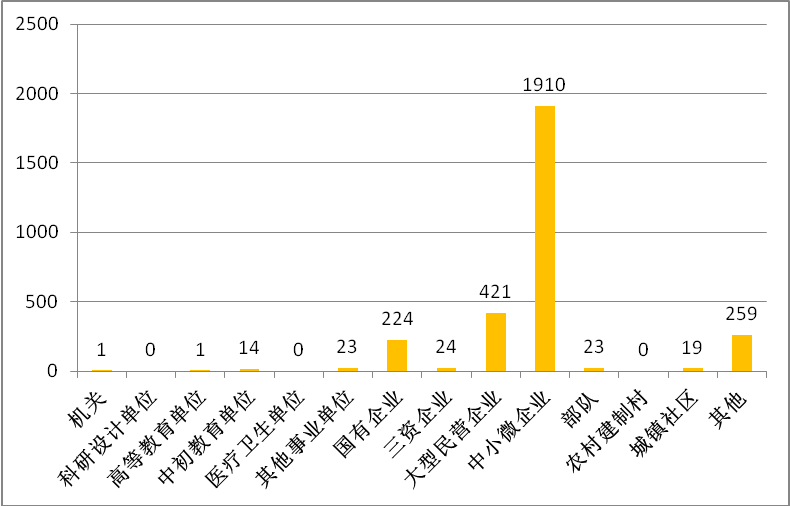 2500
2000
1500
1000
500
0
1
0
1
14
0
23
224
24
421
1910
23
0
19
259
机关
科研设计单位
高等教育单位
中初教育单位
医疗卫生单位
其他事业单位
国有企业
三资企业
大型民营企业
中小微企业
部队
农村建制村
城镇社区
其他